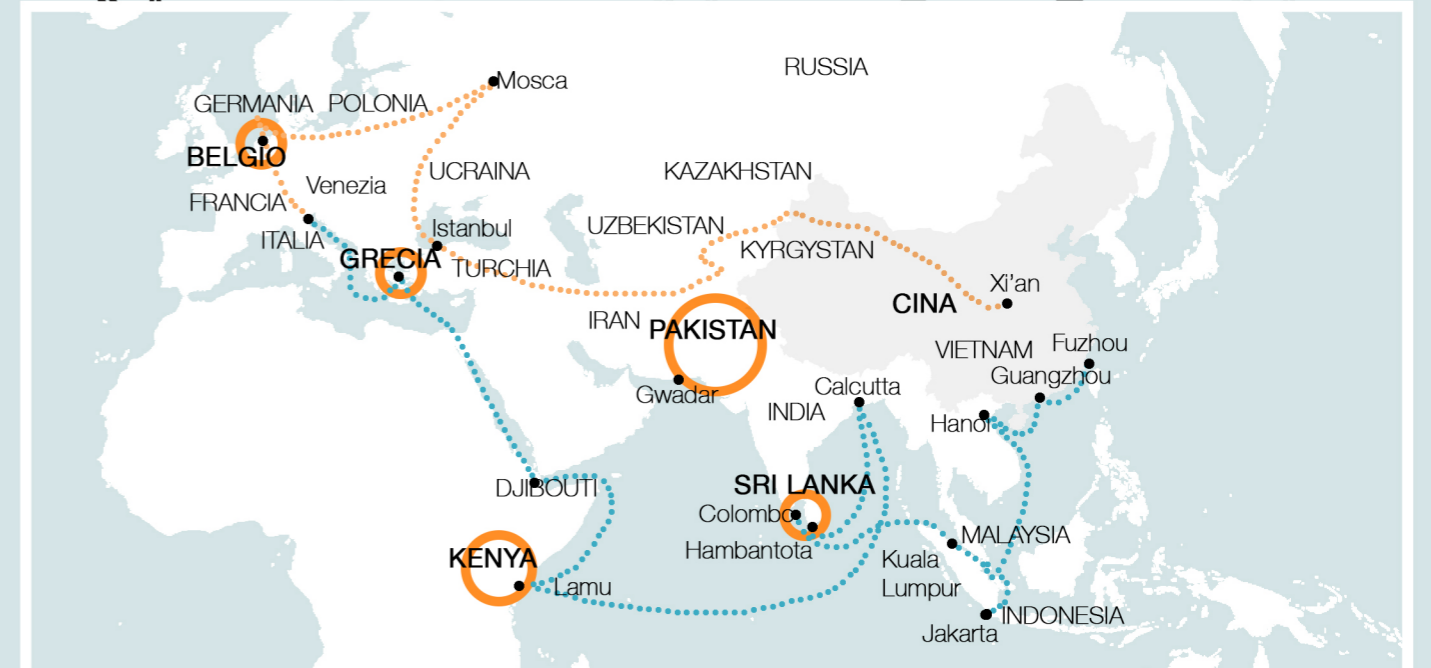 RUSSIA
Mosca
GERMANIA
POLONIA
BELGIO
UCRAINA
KAZAKHSTAN
Venezia
FRANCIA
Istanbul
UZBEKISTAN
ITALIA
GRECIA
TURCHIA
KYRGYSTAN
Xi'an
CINA
IRAN
PAKISTAN
VIETNAM
Fuzhou
Guangzhou
Calcutta
Gwadar
INDIA
Hanoi
SRI LANKA
DJIBOUTI
Colombo
MALAYSIA
Hambantota
KENYA
Kuala
Lumpur
Lamu
INDONESIA
Jakarta